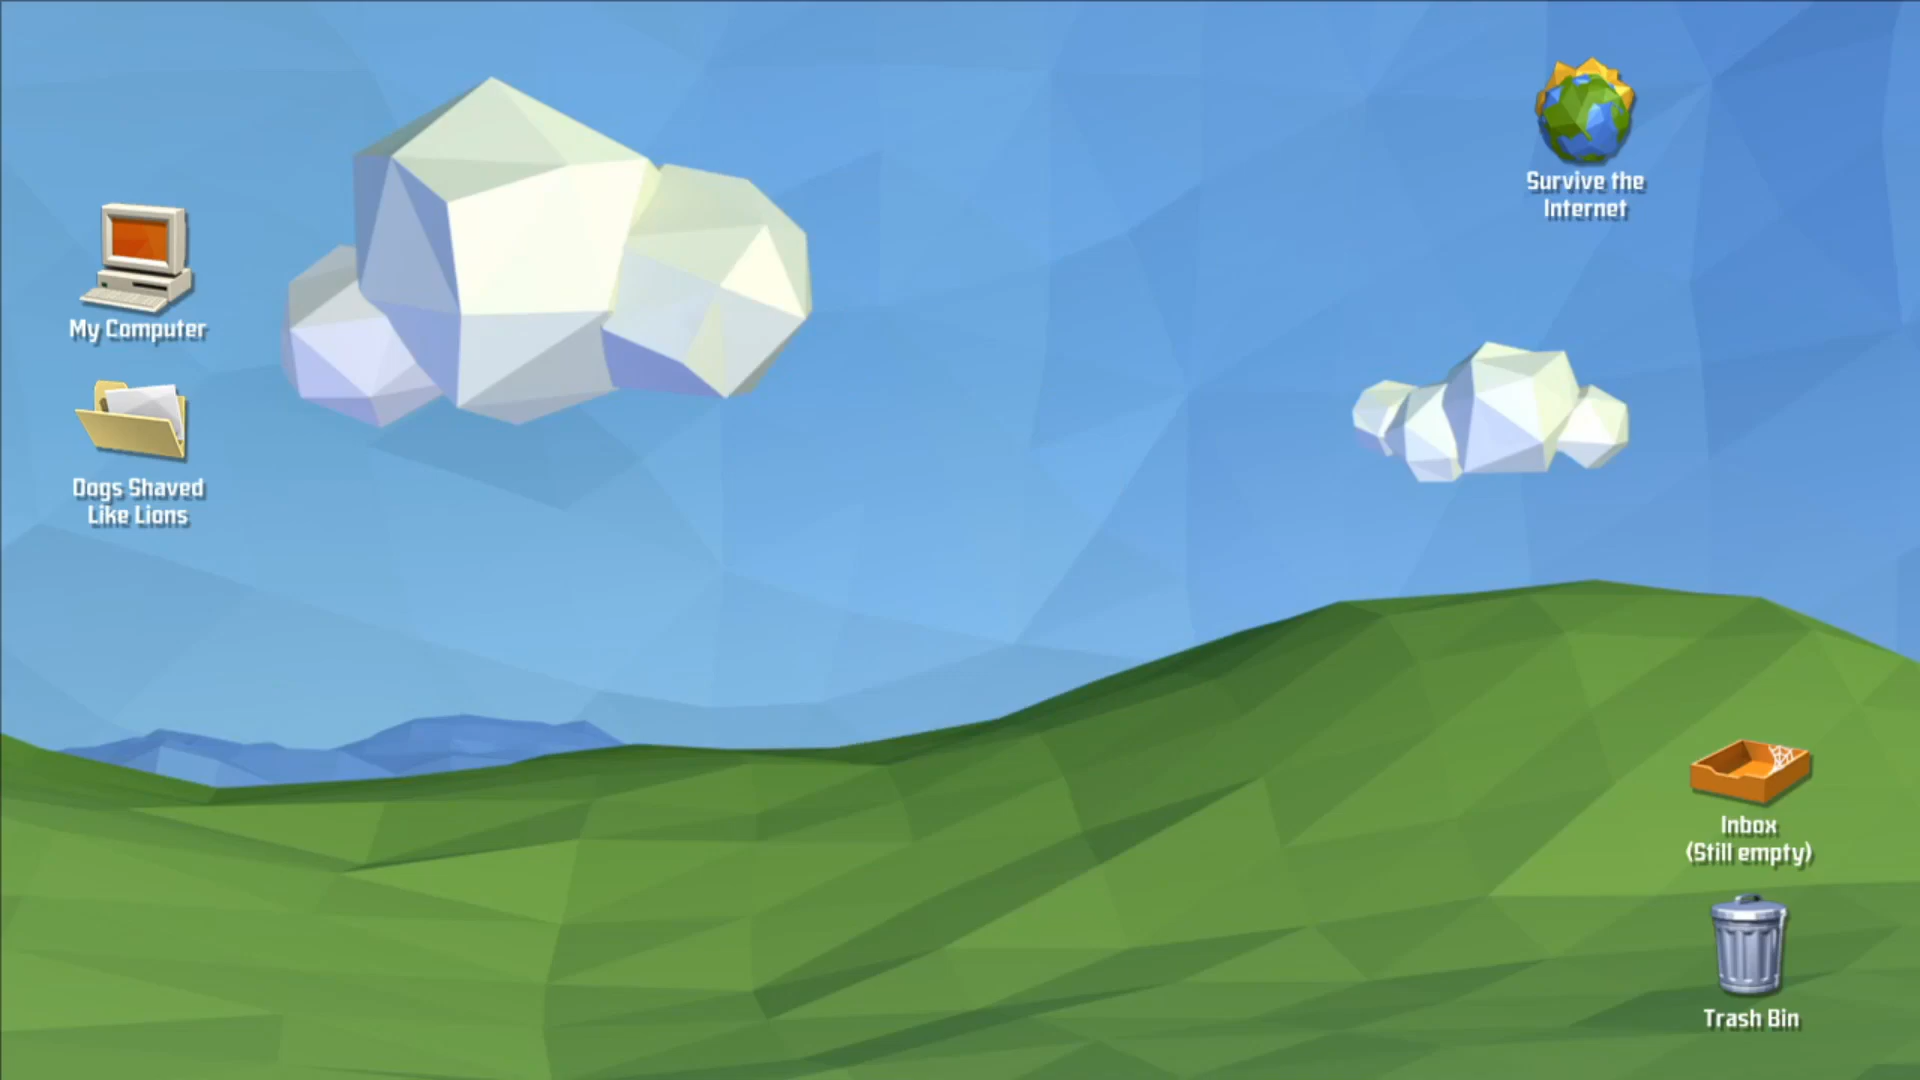 Survive the
Internet
My Computer
Dogs Shaved
Like Lions
Inbox
(Still empty)
Trash Bin